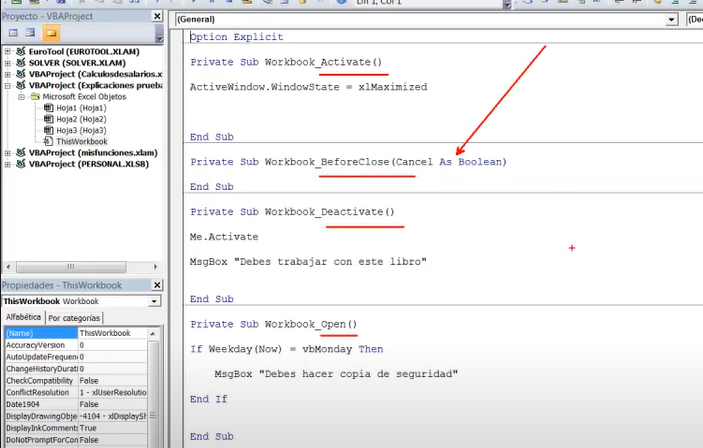 Ln 1, Col 1
Proyecto - VBAProject
EuroTool (EUROTOOL.XLAM)
SOLVER (SOLVER.XLAM)
VBAProject (Calculosdesalarios.x
VBAProject (Explicaciones prueba
Microsoft Excel Objetos
Hoja1 (Hoja1)
Hoja2 (Hoja2)
Hoja3 (Hoja3)
ThisWorkbook
VBAProject (misfunciones.xlam)
VBAProject (PERSONAL.XLSB)
Propiedades - ThisWorkbook
ThisWorkbook Workbook
Alfabética
Por categorías
(Name) ThisWorkbook
AccuracyVersion 0
AutoUpdateFrequen 0
ChangeHistoryDurati 0
CheckCompatibility False
ConflictResolution 1 - xlUserResolutio
Date1904 False
DisplayDrawingObje -4104 - xlDisplaySh
DisplayInkComments True
DoNotPromptForCon False
(General)
(Dec
Option Explicit
Private Sub Workbook_Activate()
ActiveWindow.WindowState = xlMaximized
End Sub
Private Sub Workbook_BeforeClose(Cancel As Boolean)
End Sub
Private Sub Workbook_Deactivate()
Me.Activate
MsgBox "Debes trabajar con este libro"
End Sub
Private Sub Workbook_Open()
If Weekday(Now) = vbMonday Then
MsgBox "Debes hacer copia de seguridad"
End If
End Sub